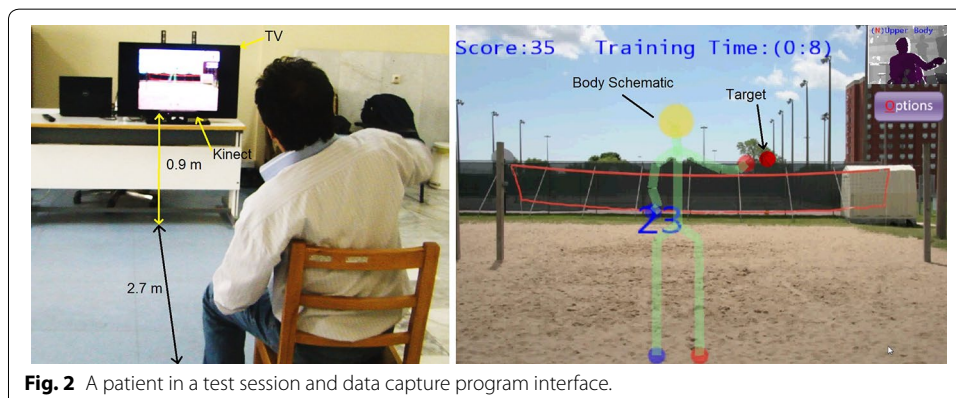 TV
Kinect
0.9 m
2.7 m
Score:35 Training Time:(0:8)
(N)Upper Body
Options
Body Schematic
Target
23
Fig. 2 A patient in a test session and data capture program interface.